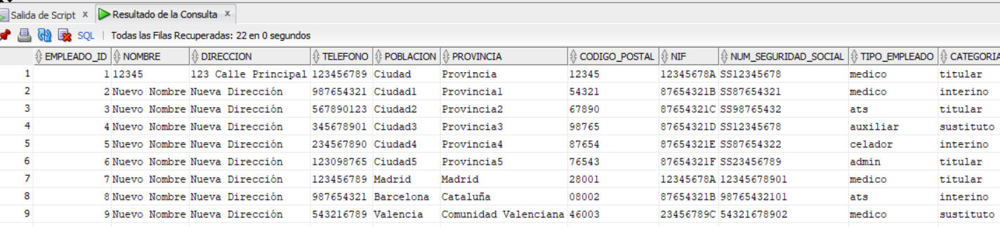 Salida de Script x Resultado de la Consulta x
SQL | Todas las Filas Recuperadas: 22 en 0 segundos
EMPLEADO_ID NOMBRE DIRECCION TELEFONO POBLACION PROVINCIA CODIGO_POSTAL NIF NUM_SEGURIDAD_SOCIAL TIPO_EMPLEADO CATEGORIA
1 1 12345 123 Calle Principal 123456789 Ciudad Provincia 12345 12345678A SS12345678 medico titular
2 2 Nuevo Nombre Nueva Dirección 987654321 Ciudad1 Provincia1 54321 87654321B SS87654321 medico interino
3 3 Nuevo Nombre Nueva Dirección 567890123 Ciudad2 Provincia2 67890 87654321C SS98765432 ats titular
4 4 Nuevo Nombre Nueva Dirección 345678901 Ciudad3 Provincia3 98765 87654321D SS12345678 auxiliar sustituto
5 5 Nuevo Nombre Nueva Dirección 234567890 Ciudad4 Provincia4 87654 87654321E SS87654322 celador interino
6 6 Nuevo Nombre Nueva Dirección 123098765 Ciudad5 Provincia5 76543 87654321F SS23456789 admin titular
7 7 Nuevo Nombre Nueva Dirección 123456789 Madrid Madrid 28001 12345678A 12345678901 medico titular
8 8 Nuevo Nombre Nueva Dirección 987654321 Barcelona Cataluña 08002 87654321B 98765432101 ats interino
9 9 Nuevo Nombre Nueva Dirección 543216789 Valencia Comunidad Valenciana 46003 23456789C 54321678902 medico sustituto